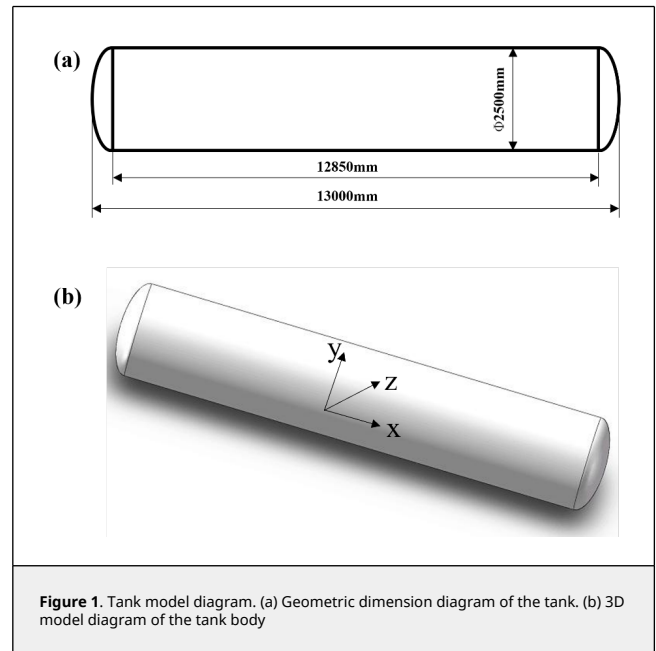 (a)
Φ2500mm
12850mm
13000mm
(b)
y
z
x
Figure 1. Tank model diagram. (a) Geometric dimension diagram of the tank. (b) 3D
model diagram of the tank body